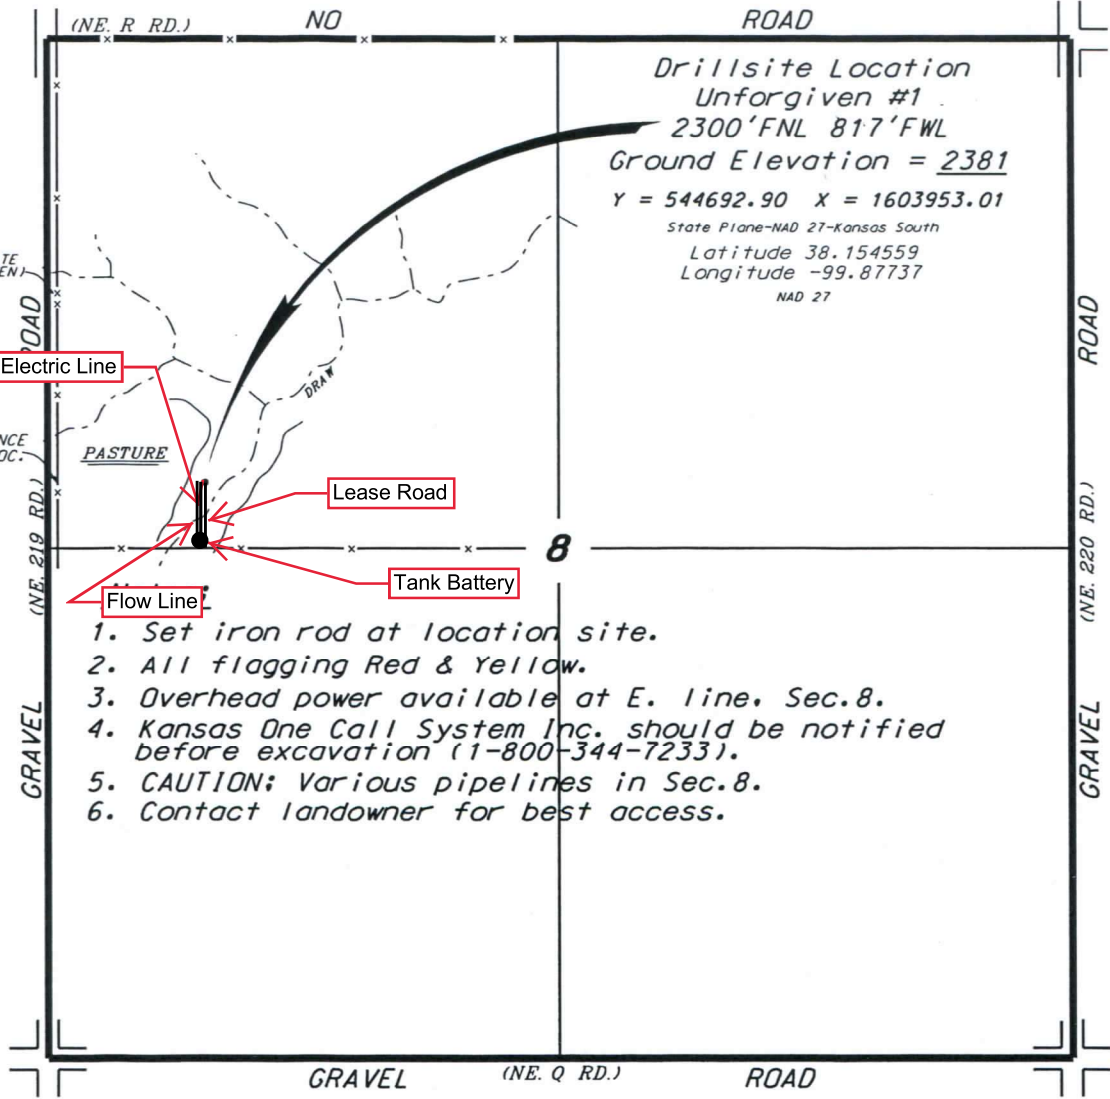 (NE. R RD.) NO ROAD
Drillsite Location
Unforgiven #1
2300'FNL 817'FWL
Ground Elevation = 2381
Y = 544692.90 X = 1603953.01
State Plane-NAD 27-Kansas South
Latitude 38.154559
Longitude -99.87737
NAD 27
ROAD
ROAD
Electric Line
DRAW
PASTURE
Lease Road
(NE. 219 RD.)
(NE. 220 RD.)
8
Tank Battery
Flow Line
1. Set iron rod at location site.
2. All flagging Red & Yellow.
3. Overhead power available at E. line, Sec.8.
4. Kansas One Call System Inc. should be notified
before excavation (1-800-344-7233).
5. CAUTION: Various pipelines in Sec.8.
6. Contact landowner for best access.
GRAVEL
GRAVEL
GRAVEL (NE. Q RD.) ROAD